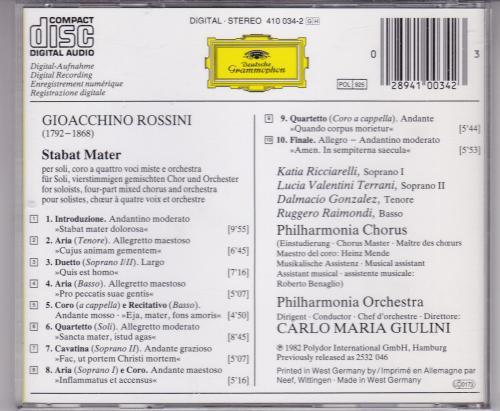 COMPACT
disc
DIGITAL AUDIO
DIGITAL · STEREO 410 034-2 GH
Deutsche
Grammophon
Digital-Aufnahme
Digital Recording
Enregistrement numérique
Registrazione digitale
POL 925
0
3
28941 00342
GIOACCHINO ROSSINI
(1792–1868)
Stabat Mater
per soli, coro a quattro voci miste e orchestra
für Soli, vierstimmigen gemischten Chor und Orchester
for soloists, four-part mixed chorus and orchestra
pour solistes, chœur à quatre voix et orchestre
1 1. Introduzione. Andantino moderato
»Stabat mater dolorosa« [9'55]
2 2. Aria (Tenore). Allegretto maestoso
»Cujus animam gementem« [6'45]
3 3. Duetto (Soprano I/II). Largo
»Quis est homo« [7'16]
4 4. Aria (Basso). Allegretto maestoso
»Pro peccatis suae gentis« [5'07]
5 5. Coro (a cappella) e Recitativo (Basso).
Andante mosso · »Eja, mater, fons amoris« [4'50]
6 6. Quartetto (Soli). Allegretto moderato
»Sancta mater, istud agas« [8'45]
7 7. Cavatina (Soprano II). Andante grazioso
»Fac, ut portem Christi mortem« [5'07]
8 8. Aria (Soprano I) e Coro. Andante maestoso
»Inflammatus et accensus« [5'16]
9 9. Quartetto (Coro a cappella). Andante
»Quando corpus morietur« [5'44]
10 10. Finale. Allegro – Andantino moderato
»Amen. In sempiterna saecula« [5'53]
Katia Ricciarelli, Soprano I
Lucia Valentini Terrani, Soprano II
Dalmacio Gonzalez, Tenore
Ruggero Raimondi, Basso
Philharmonia Chorus
(Einstudierung · Chorus Master · Maître des chœurs
Maestro del coro: Heinz Mende
Musikalische Assistenz · Musical assistant
Assistant musical · assistente musicale:
Roberto Benaglio)
Philharmonia Orchestra
Dirigent · Conductor · Chef d'orchestre · Direttore:
CARLO MARIA GIULINI
℗ 1982 Polydor International GmbH, Hamburg
Previously released as 2532 046
Printed in West Germany by / Imprimé en Allemagne par
Neef, Wittingen · Made in West Germany